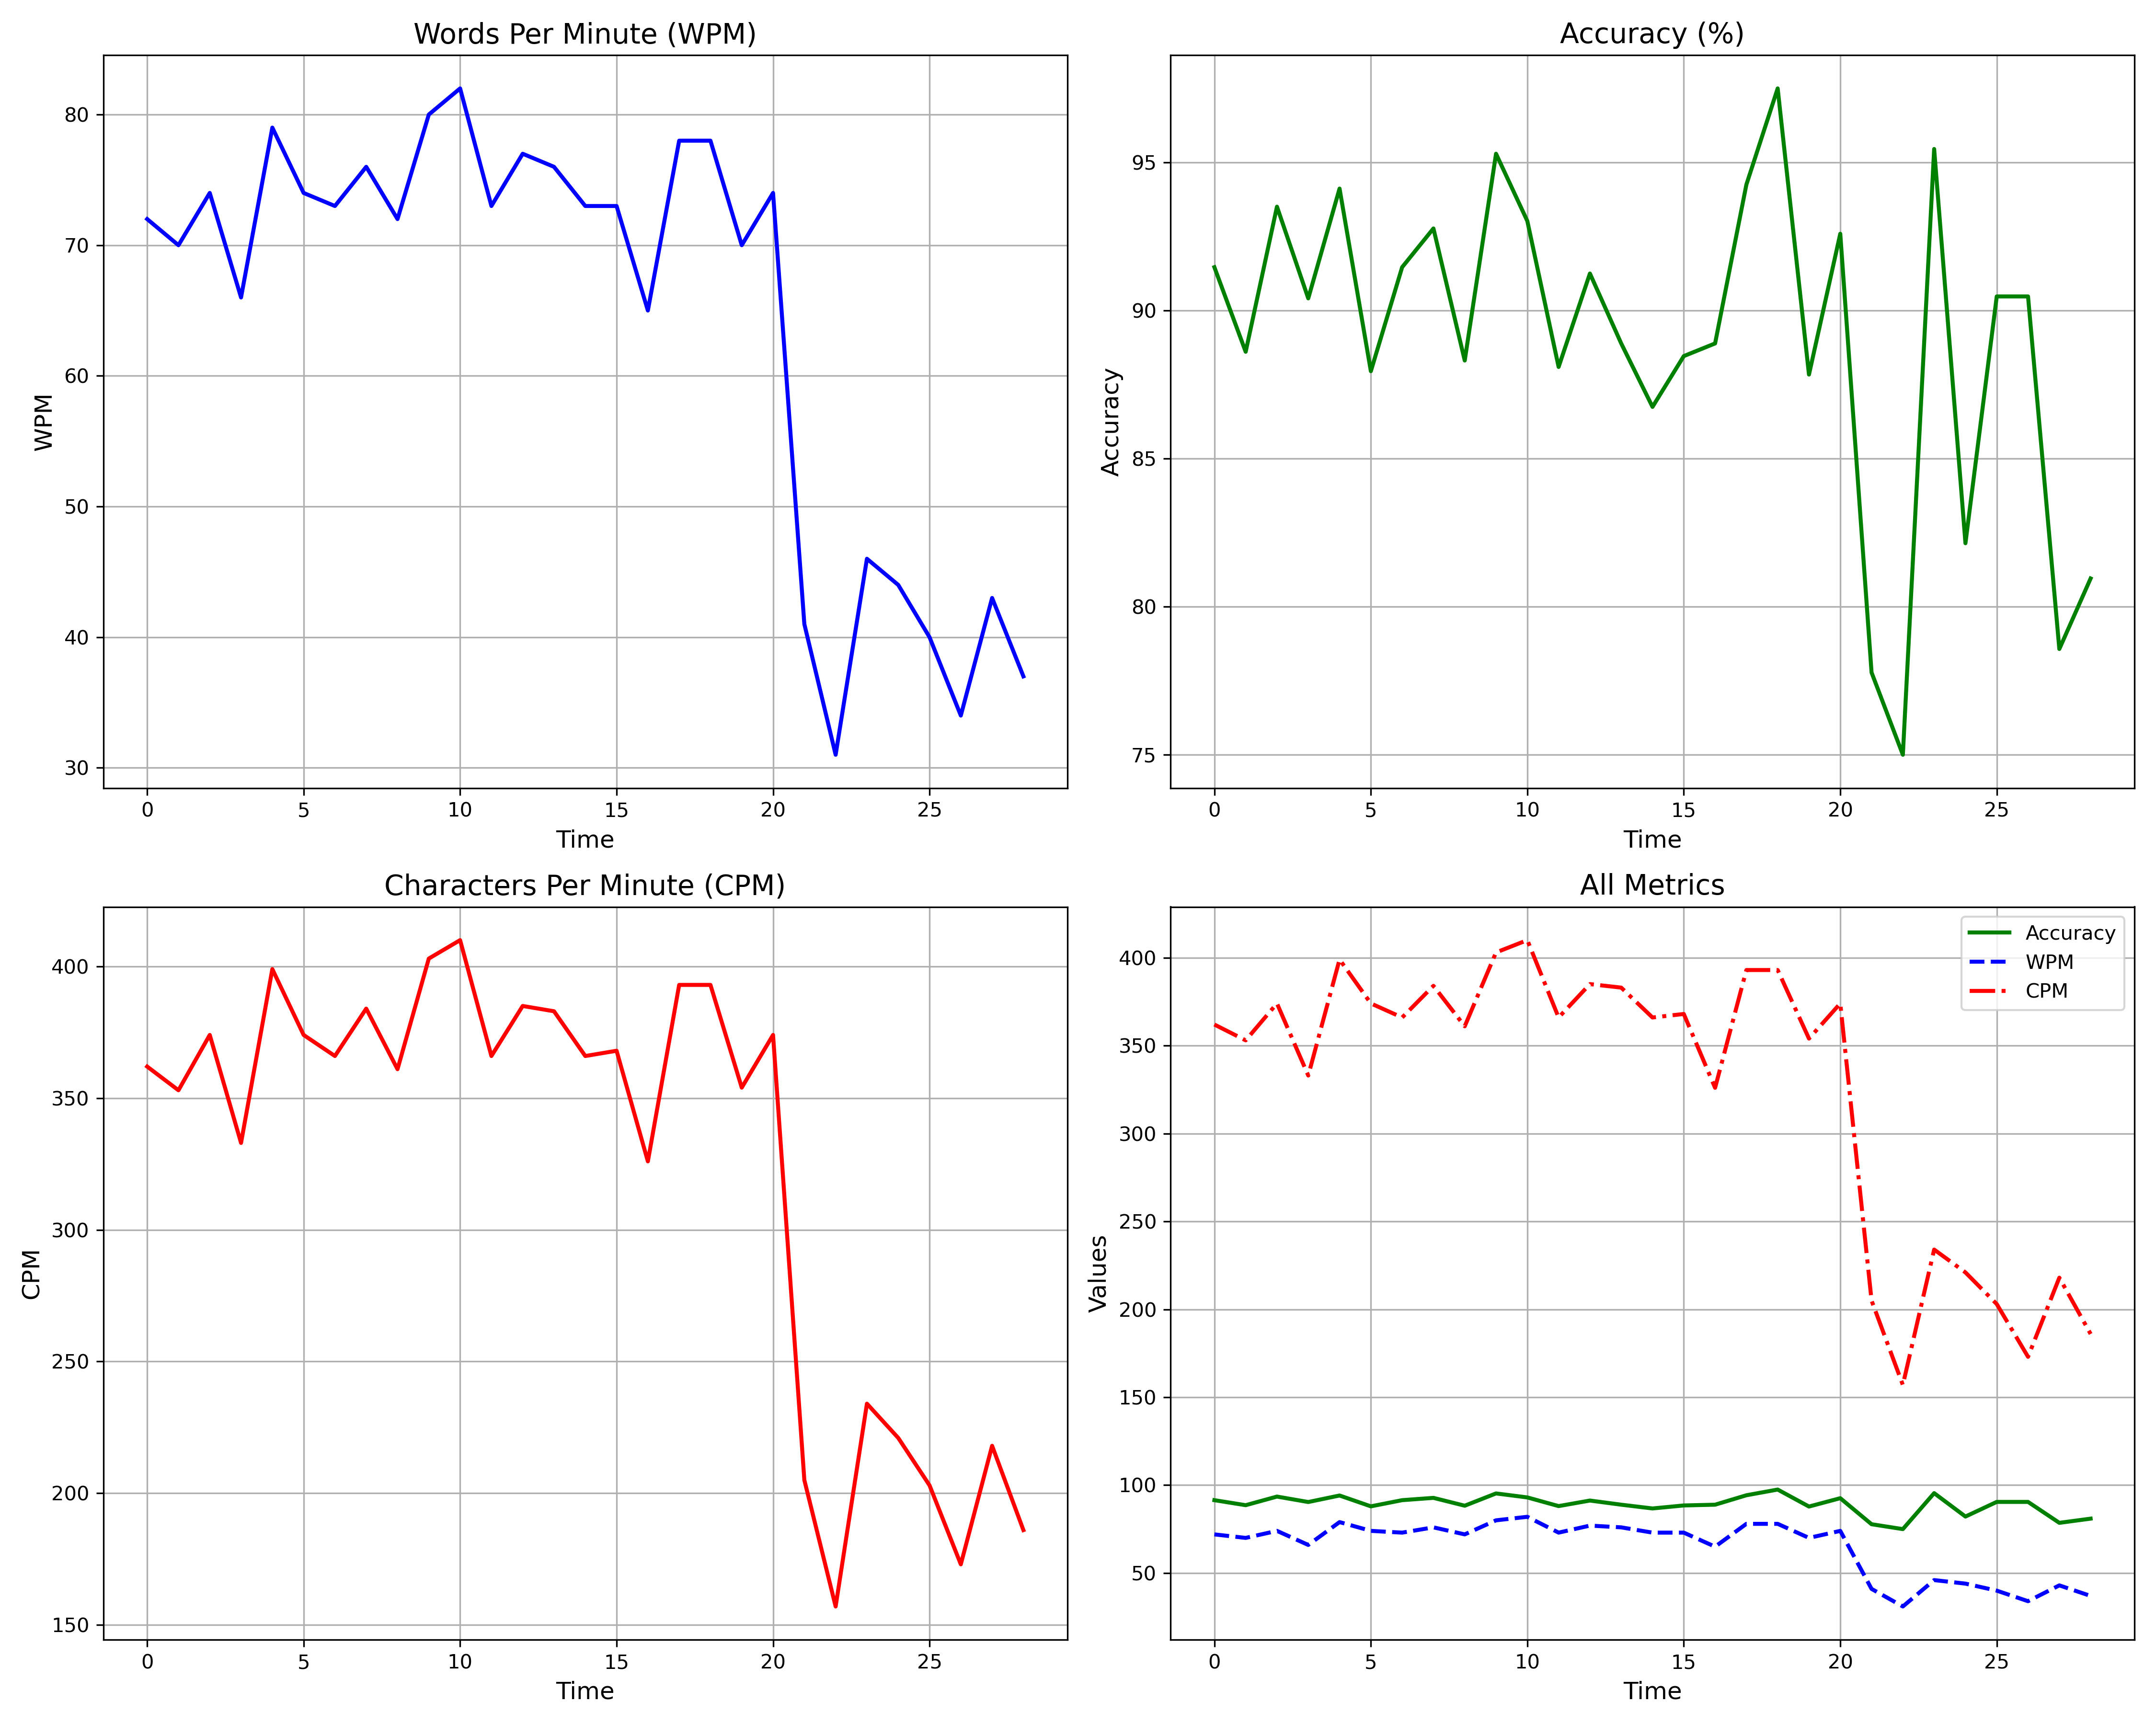 Words Per Minute (WPM)
80
70
60
50
40
30
WPM
0 5 10 15 20 25
Time
Accuracy (%)
95
90
85
80
75
Accuracy
0 5 10 15 20 25
Time
Characters Per Minute (CPM)
400
350
300
250
200
150
CPM
0 5 10 15 20 25
Time
All Metrics
Accuracy
WPM
CPM
400
350
300
250
200
150
100
50
Values
0 5 10 15 20 25
Time